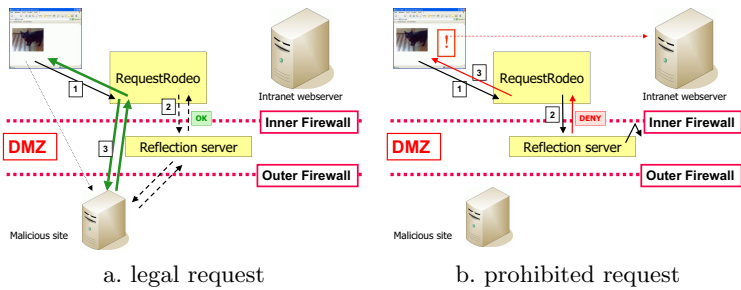 !
RequestRodeo
1
Intranet webserver
2
OK
Inner Firewall
DMZ
3
Reflection server
Outer Firewall
Malicious site
a. legal request
!
3
RequestRodeo
1
Intranet webserver
2
DENY
Inner Firewall
DMZ
Reflection server
Outer Firewall
Malicious site
b. prohibited request